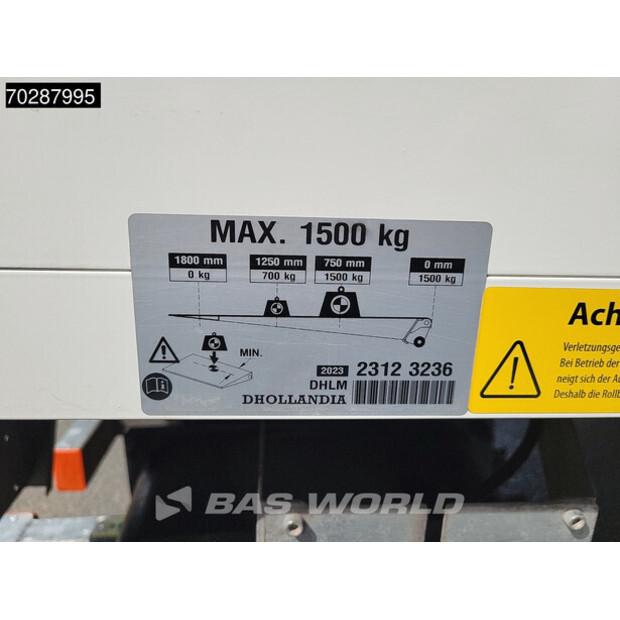 70287995
MAX. 1500 kg
1800 mm 1250 mm 750 mm 0 mm
0 kg 700 kg 1500 kg 1500 kg
MIN.
2023 2312 3236
DHLM
DHOLLANDIA
Ach
Verletzungsge
Bei Betrieb der
neigt sich der Au
Deshalb die Rollb
BAS WORLD